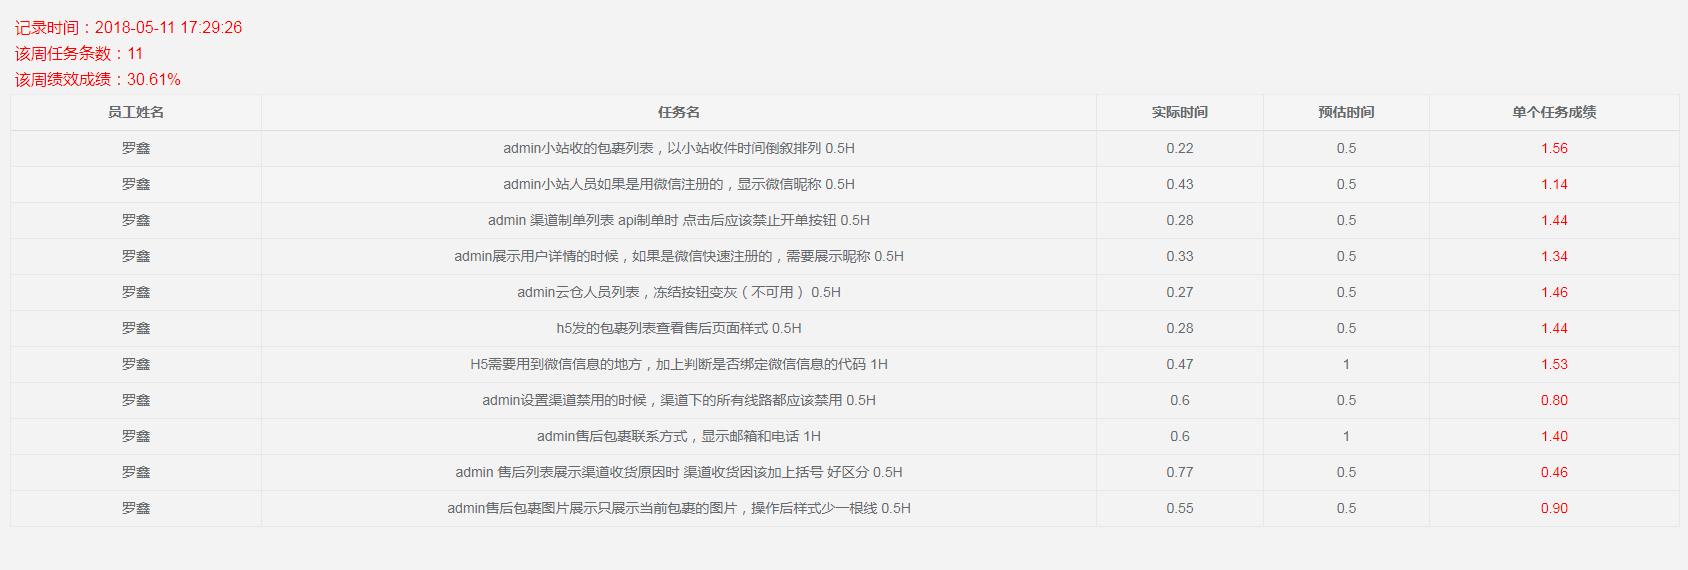 记录时间：2018-05-11 17:29:26
该周任务条数：11
该周绩效成绩：30.61%
员工姓名 任务名 实际时间 预估时间 单个任务成绩
罗鑫 admin小站收的包裹列表，以小站收件时间倒叙排列 0.5H 0.22 0.5 1.56
罗鑫 admin小站人员如果是用微信注册的，显示微信昵称 0.5H 0.43 0.5 1.14
罗鑫 admin 渠道制单列表 api制单时 点击后应该禁止开单按钮 0.5H 0.28 0.5 1.44
罗鑫 admin展示用户详情的时候，如果是微信快速注册的，需要展示昵称 0.5H 0.33 0.5 1.34
罗鑫 admin云仓人员列表，冻结按钮变灰（不可用） 0.5H 0.27 0.5 1.46
罗鑫 h5发的包裹列表查看售后页面样式 0.5H 0.28 0.5 1.44
罗鑫 H5需要用到微信信息的地方，加上判断是否绑定微信信息的代码 1H 0.47 1 1.53
罗鑫 admin设置渠道禁用的时候，渠道下的所有线路都应该禁用 0.5H 0.6 0.5 0.80
罗鑫 admin售后包裹联系方式，显示邮箱和电话 1H 0.6 1 1.40
罗鑫 admin 售后列表展示渠道收货原因时 渠道收货因该加上括号 好区分 0.5H 0.77 0.5 0.46
罗鑫 admin售后包裹图片展示只展示当前包裹的图片，操作后样式少一根线 0.5H 0.55 0.5 0.90